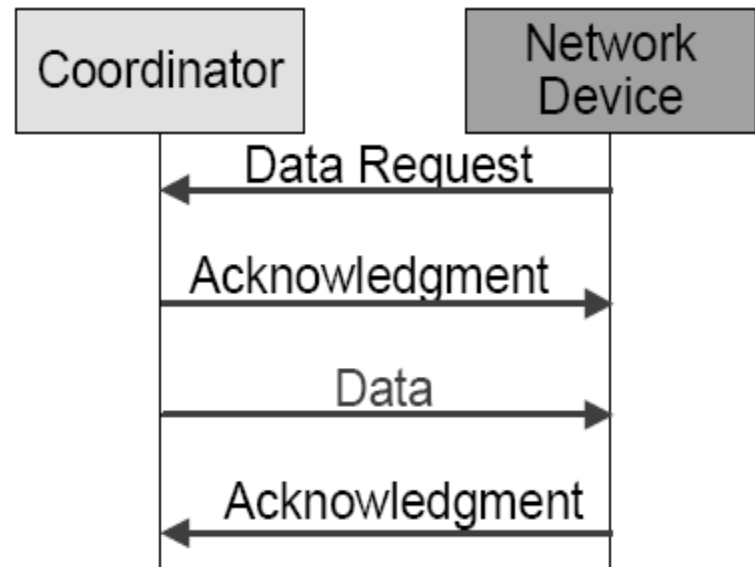 Coordinator
Network
Device
Data Request
Acknowledgment
Data
Acknowledgment